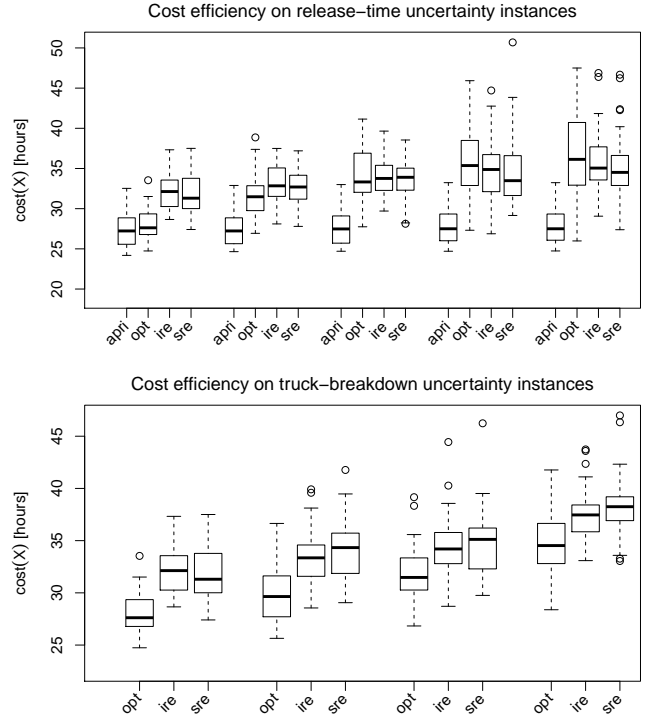 Cost efficiency on release−time uncertainty instances
cost(X) [hours]
50
45
40
35
30
25
20
apri opt ire sre apri opt ire sre apri opt ire sre apri opt ire sre apri opt ire sre
Cost efficiency on truck−breakdown uncertainty instances
cost(X) [hours]
45
40
35
30
25
opt ire sre opt ire sre opt ire sre opt ire sre